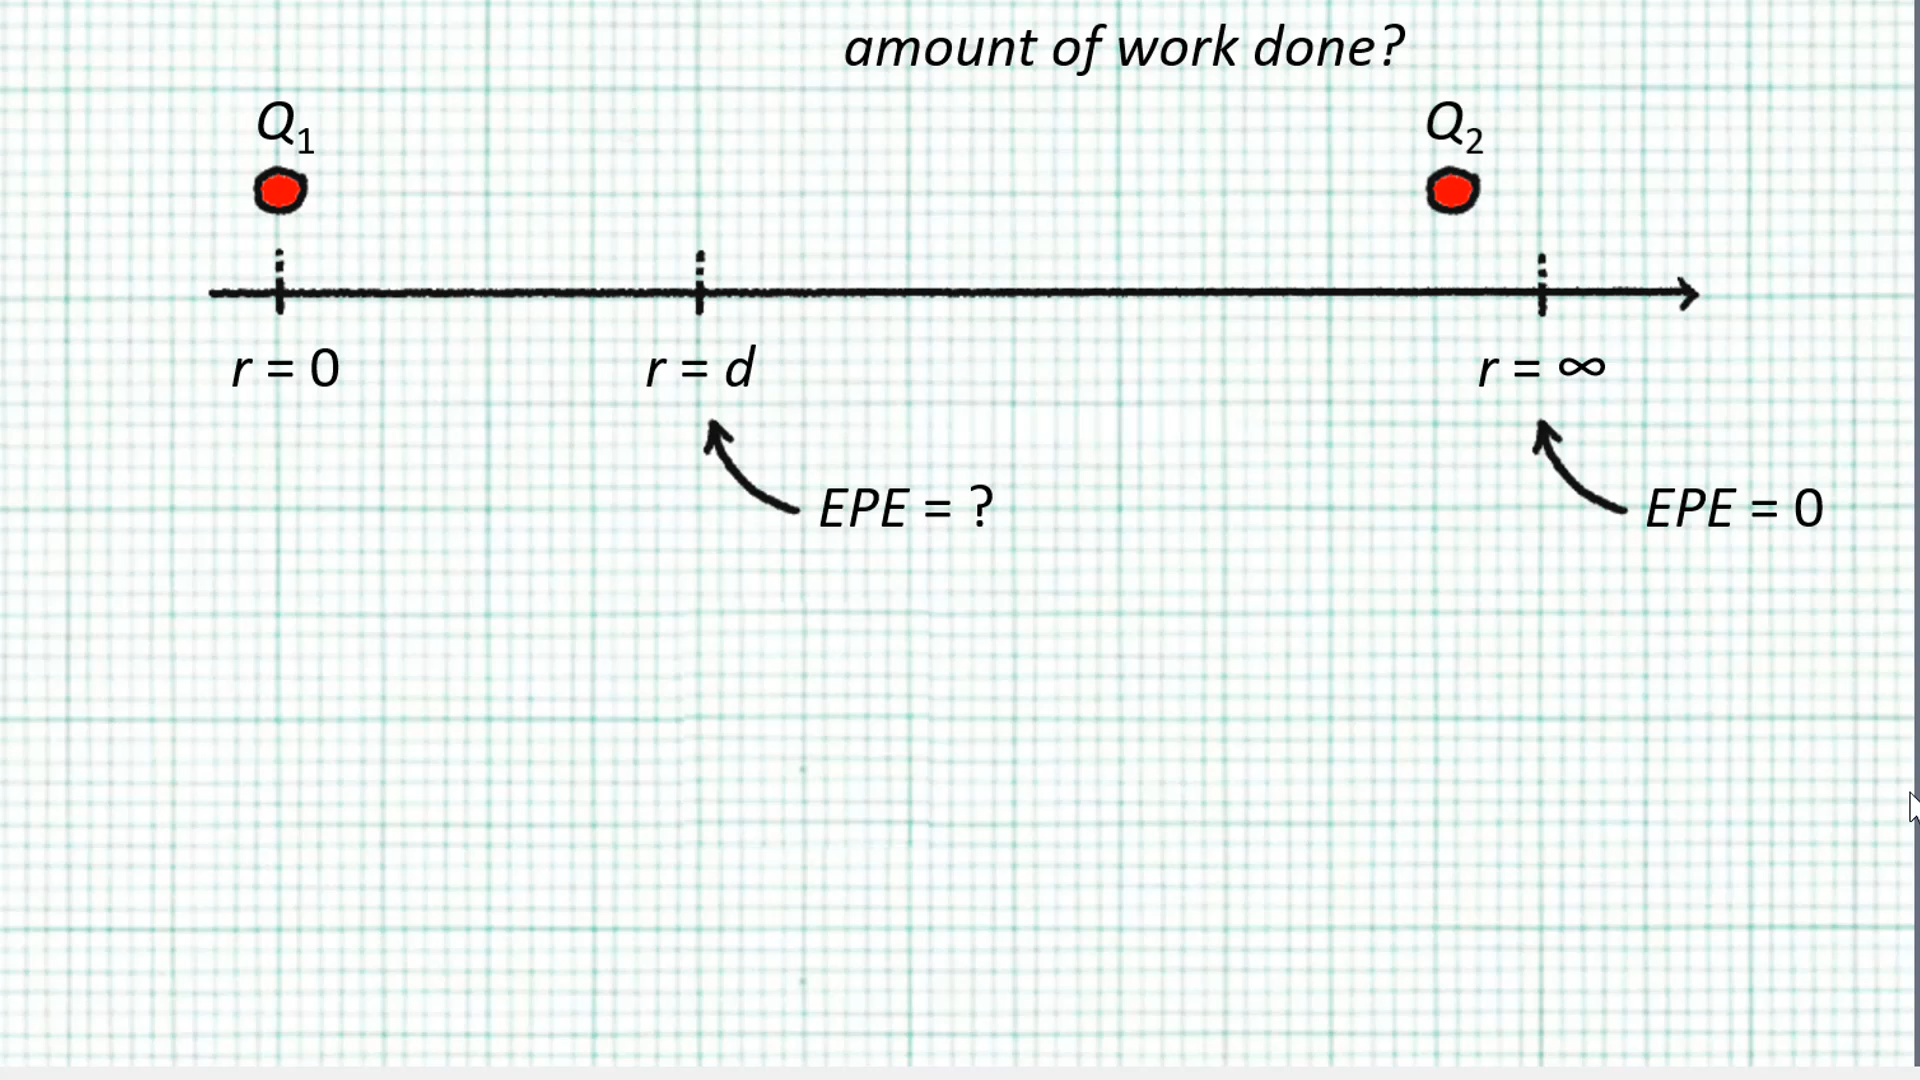 amount of work done?
Q₁
Q₂
r = 0
r = d
r = ∞
EPE = ?
EPE = 0